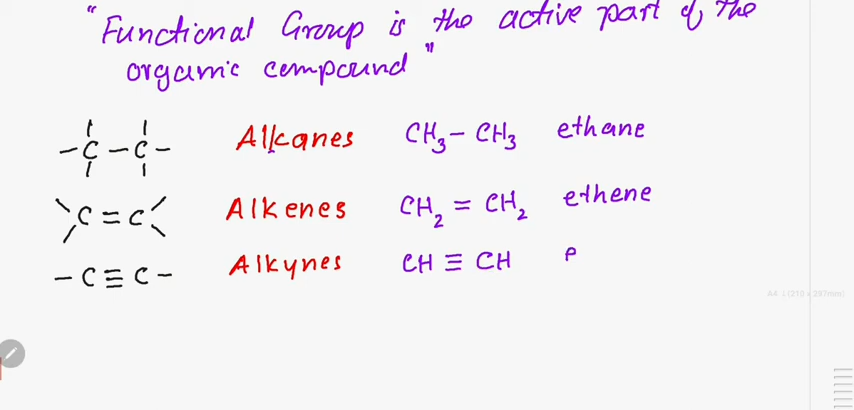 "Functional Group is the active part of the
organic compound"
-C-C- Alkanes CH₃-CH₃ ethane
C=C Alkenes CH₂=CH₂ ethene
-C≡C- Alkynes CH≡CH e